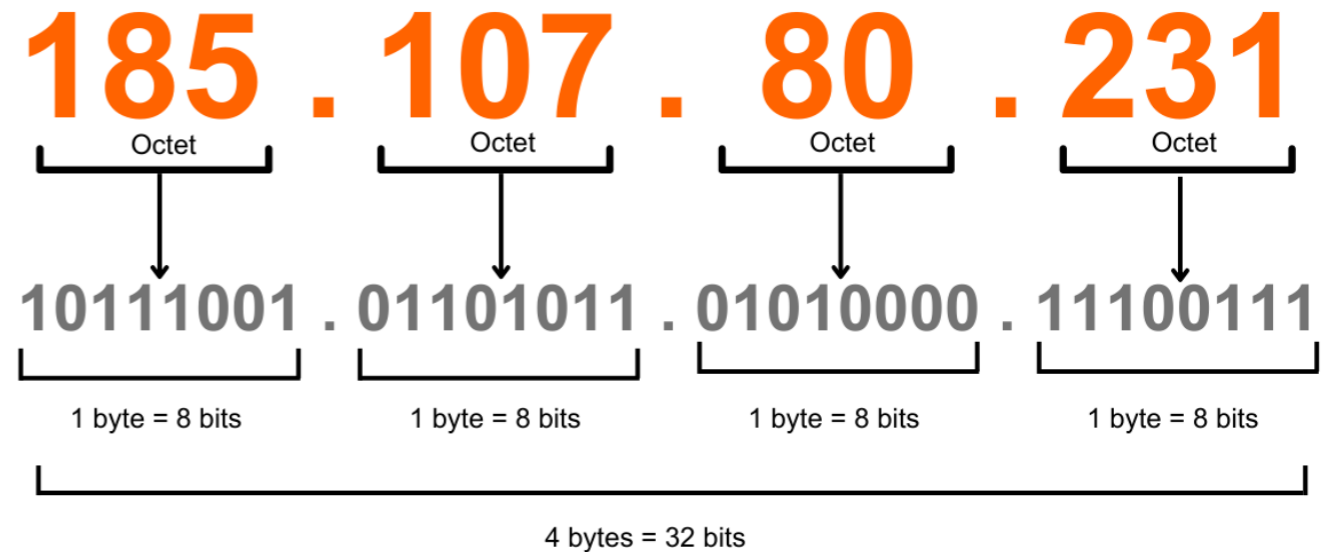 185 . 107 . 80 . 231
Octet Octet Octet Octet
10111001 . 01101011 . 01010000 . 11100111
1 byte = 8 bits 1 byte = 8 bits 1 byte = 8 bits 1 byte = 8 bits
4 bytes = 32 bits